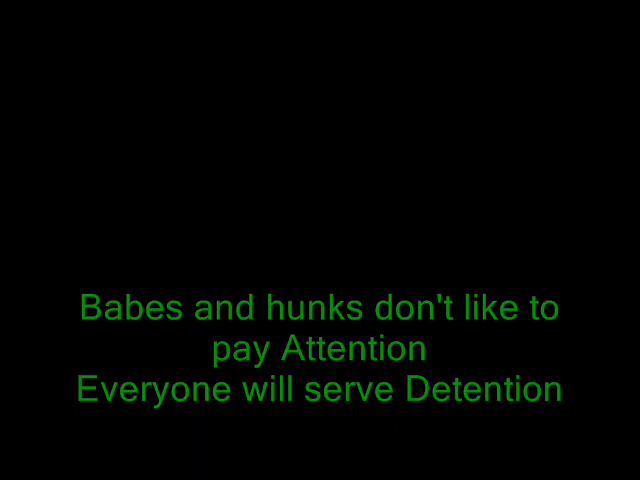 Babes and hunks don't like to
pay Attention
Everyone will serve Detention